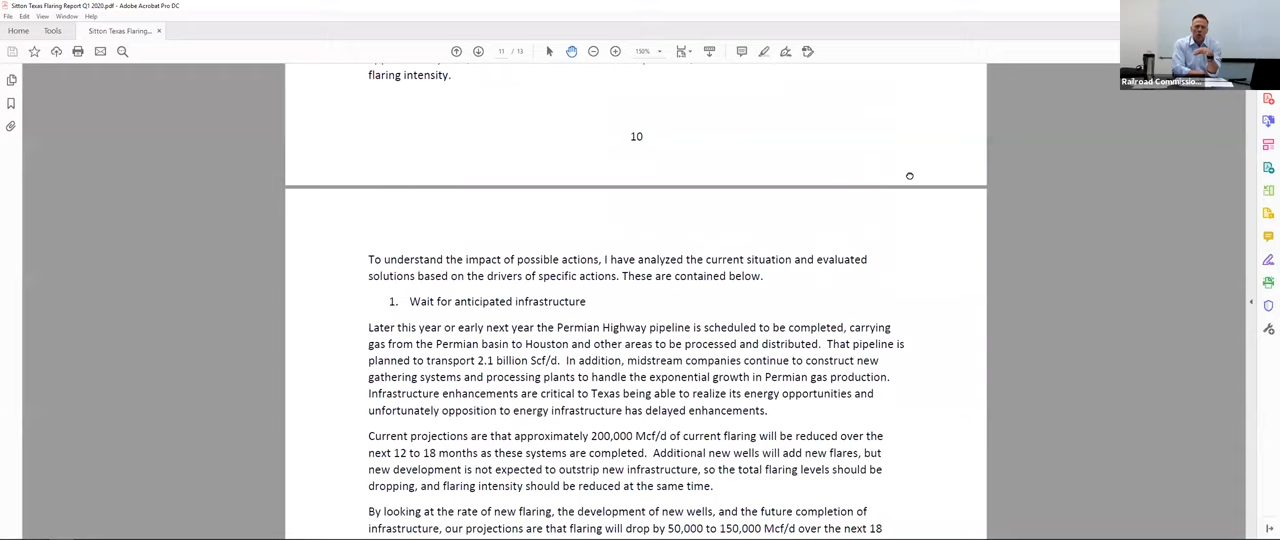 Sitton Texas Flaring Report Q1 2020.pdf - Adobe Acrobat Pro DC
File Edit View Window Help
Home Tools Sitton Texas Flaring... ×
11 / 13 150%
Railroad Commissio...
flaring intensity.
10
To understand the impact of possible actions, I have analyzed the current situation and evaluated
solutions based on the drivers of specific actions. These are contained below.
1. Wait for anticipated infrastructure
Later this year or early next year the Permian Highway pipeline is scheduled to be completed, carrying
gas from the Permian basin to Houston and other areas to be processed and distributed. That pipeline is
planned to transport 2.1 billion Scf/d. In addition, midstream companies continue to construct new
gathering systems and processing plants to handle the exponential growth in Permian gas production.
Infrastructure enhancements are critical to Texas being able to realize its energy opportunities and
unfortunately opposition to energy infrastructure has delayed enhancements.
Current projections are that approximately 200,000 Mcf/d of current flaring will be reduced over the
next 12 to 18 months as these systems are completed. Additional new wells will add new flares, but
new development is not expected to outstrip new infrastructure, so the total flaring levels should be
dropping, and flaring intensity should be reduced at the same time.
By looking at the rate of new flaring, the development of new wells, and the future completion of
infrastructure, our projections are that flaring will drop by 50,000 to 150,000 Mcf/d over the next 18